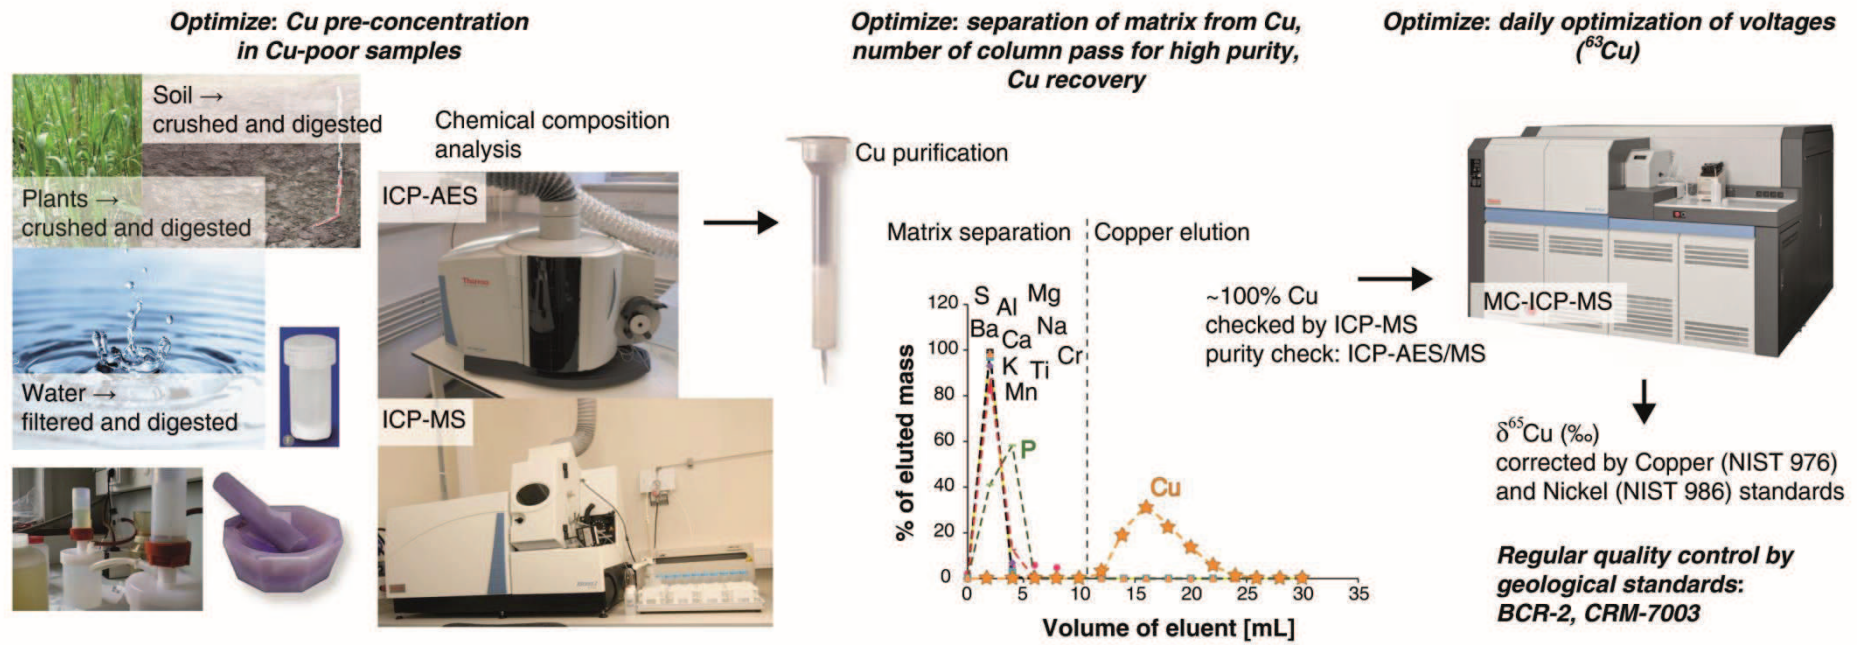 Optimize: Cu pre-concentration
in Cu-poor samples
Soil →
crushed and digested
Plants →
crushed and digested
Water →
filtered and digested
Chemical composition
analysis
ICP-AES
Thermo
ICP-MS
Optimize: separation of matrix from Cu,
number of column pass for high purity,
Cu recovery
Cu purification
Matrix separation
Copper elution
% of eluted mass
120
100
80
60
40
20
0
S
Al
Mg
Ba
Ca
Na
K
Ti
Cr
Mn
P
Cu
0
5
10
15
20
25
30
35
Volume of eluent [mL]
~100% Cu
checked by ICP-MS
purity check: ICP-AES/MS
Optimize: daily optimization of voltages
(⁶³Cu)
MC-ICP-MS
δ⁶⁵Cu (‰)
corrected by Copper (NIST 976)
and Nickel (NIST 986) standards
Regular quality control by
geological standards:
BCR-2, CRM-7003